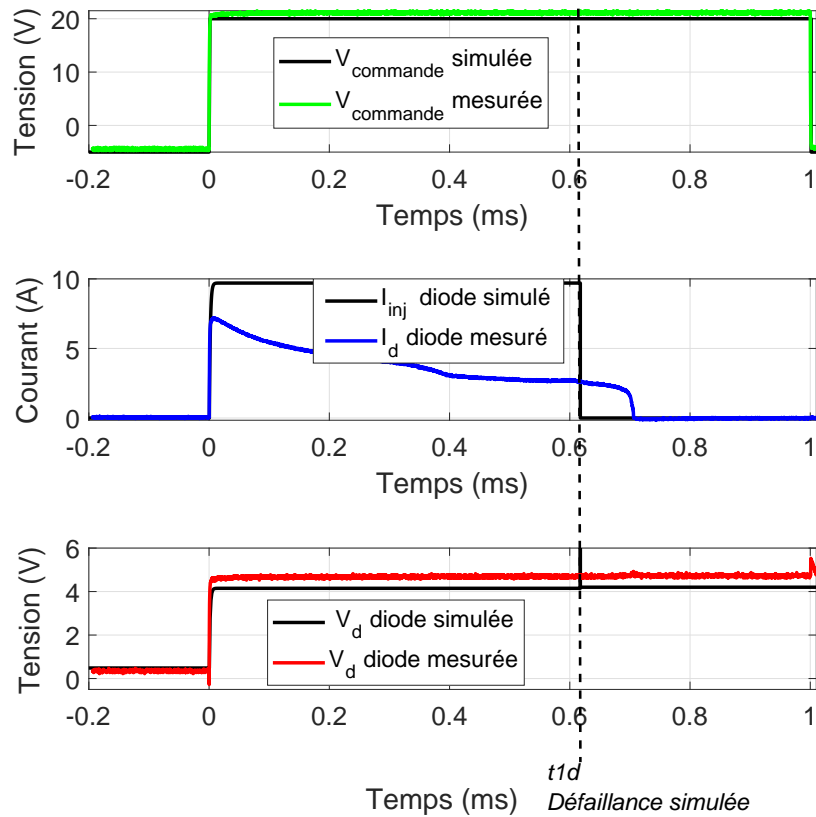 20
10
0
Tension (V)
V_commande simulée
V_commande mesurée
-0.2 0 0.2 0.4 0.6 0.8 1
Temps (ms)
10
5
0
Courant (A)
I_inj diode simulé
I_d diode mesuré
-0.2 0 0.2 0.4 0.6 0.8 1
Temps (ms)
6
4
2
0
Tension (V)
V_d diode simulée
V_d diode mesurée
-0.2 0 0.2 0.4 0.6 0.8 1
t1d
Temps (ms)
Défaillance simulée